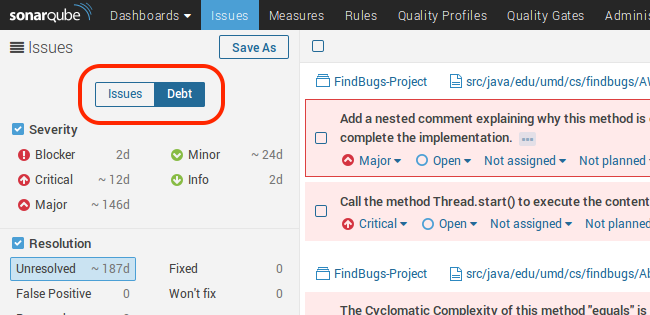 sonarqube Dashboards Issues Measures Rules Quality Profiles Quality Gates
Issues Save As
Issues Debt
Severity
Blocker 2d Minor ~ 24d
Critical ~ 12d Info 2d
Major ~ 146d
Resolution
Unresolved ~ 187d Fixed 0
False Positive 0 Won't fix 0
FindBugs-Project src/java/edu/umd/cs/findbugs/
Add a nested comment explaining why this method is
complete the implementation.
Major Open Not assigned Not planned
Call the method Thread.start() to execute the content
Critical Open Not assigned Not planned
FindBugs-Project src/java/edu/umd/cs/findbugs/
The Cyclomatic Complexity of this method "equals" is